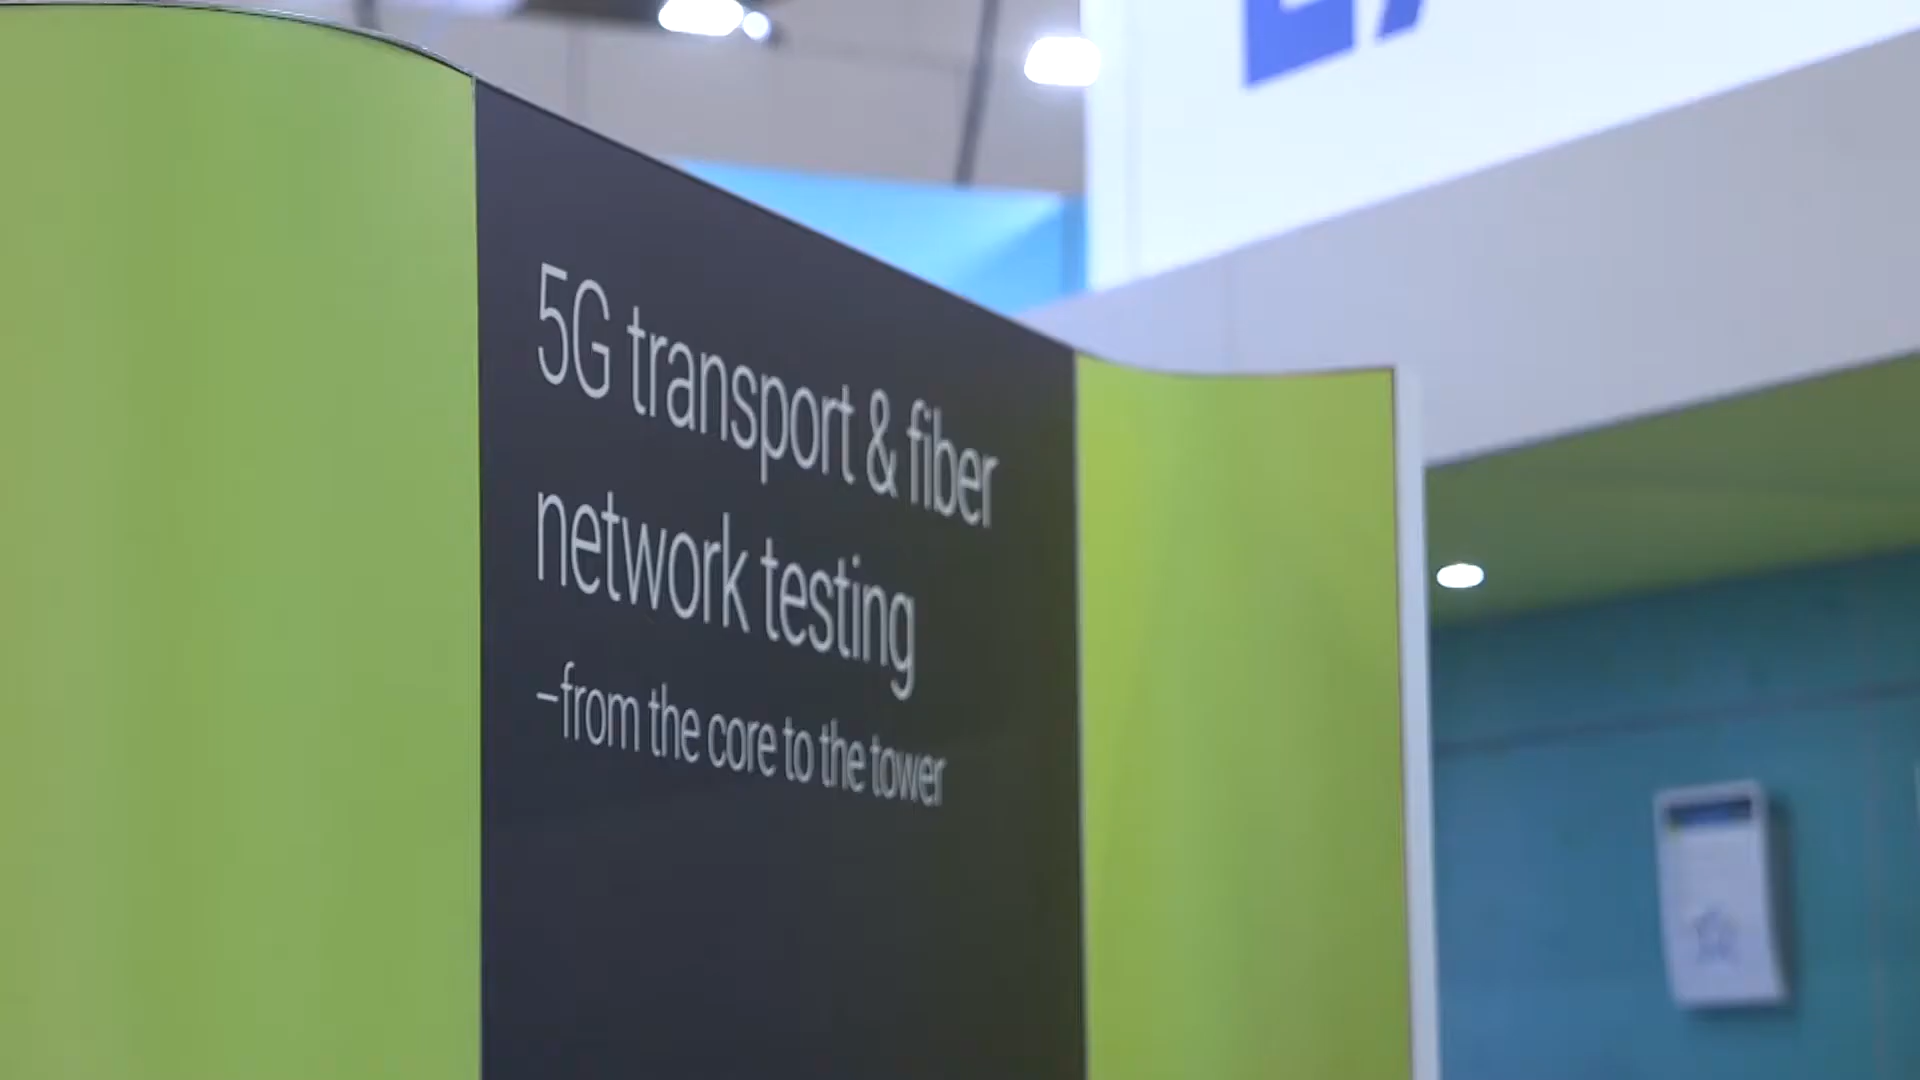 5G transport & fiber
network testing
–from the core to the tower